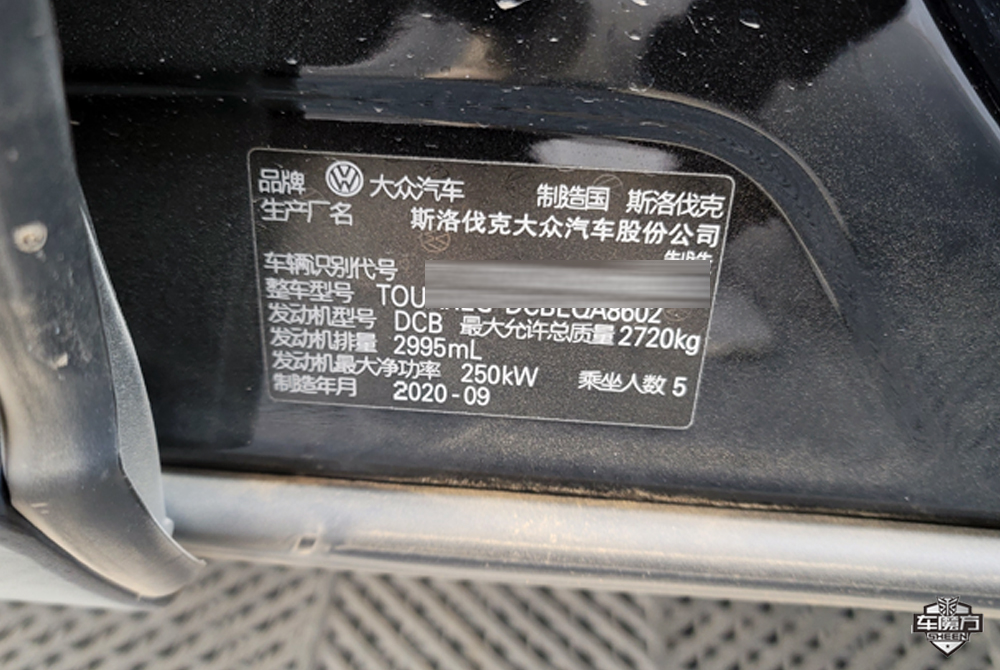 品牌 大众汽车 制造国 斯洛伐克
生产厂名 斯洛伐克大众汽车股份公司
制造
车辆识别代号
整车型号 TOU
发动机型号 DCB 最大允许总质量 2720kg
发动机排量 2995mL
发动机最大净功率 250kW 乘坐人数 5
制造年月 2020-09
车魔方
SHEEN